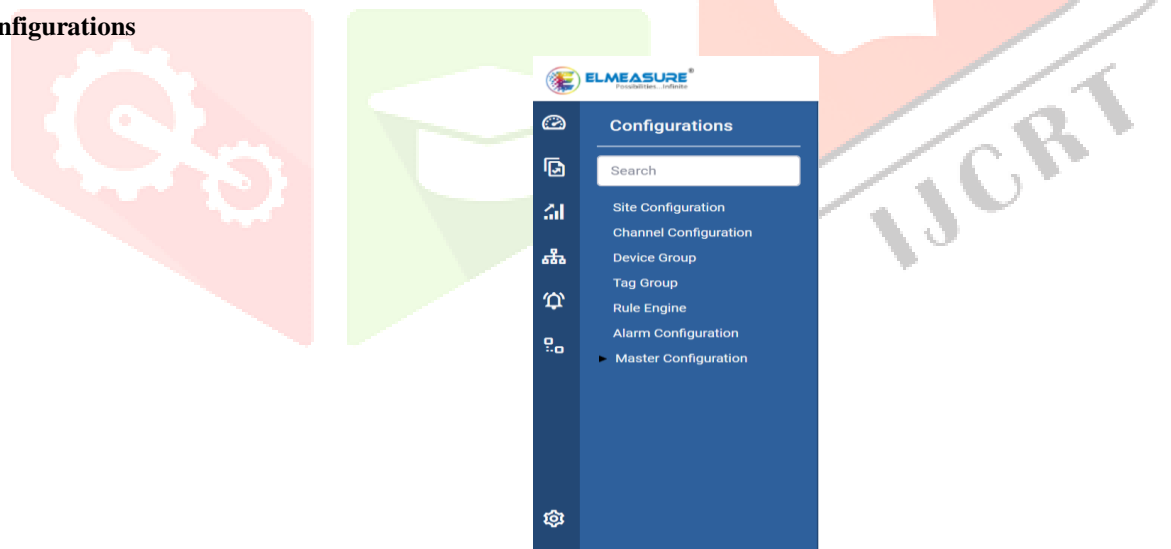 nfigurations
ELMEASURE®
Possibilities...Infinite
Configurations
Search
Site Configuration
Channel Configuration
Device Group
Tag Group
Rule Engine
Alarm Configuration
Master Configuration
IJCRT